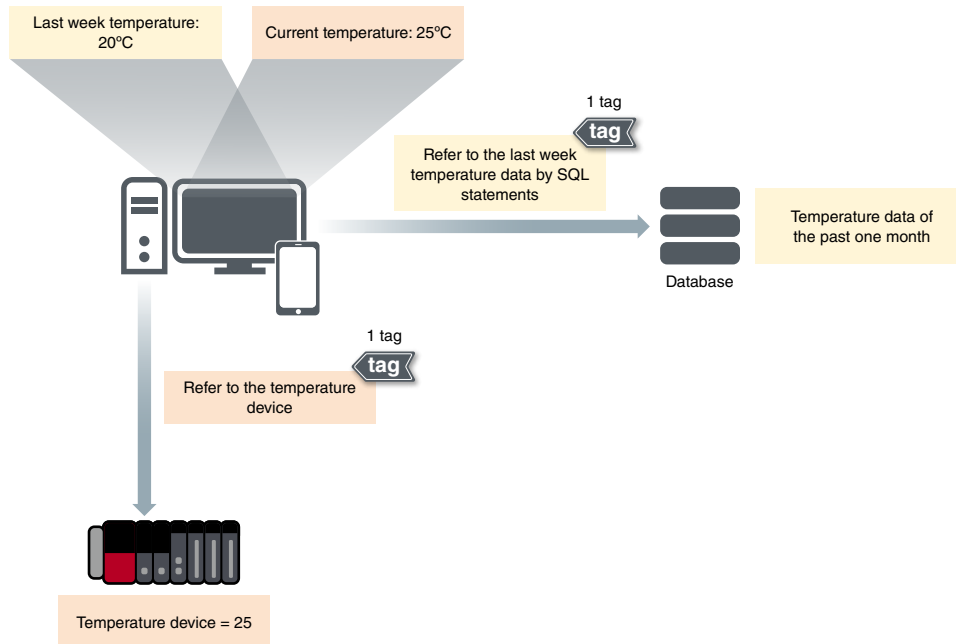 Last week temperature:
20ºC
Current temperature: 25ºC
1 tag
tag
Refer to the last week
temperature data by SQL
statements
Temperature data of
the past one month
Database
1 tag
tag
Refer to the temperature
device
Temperature device = 25